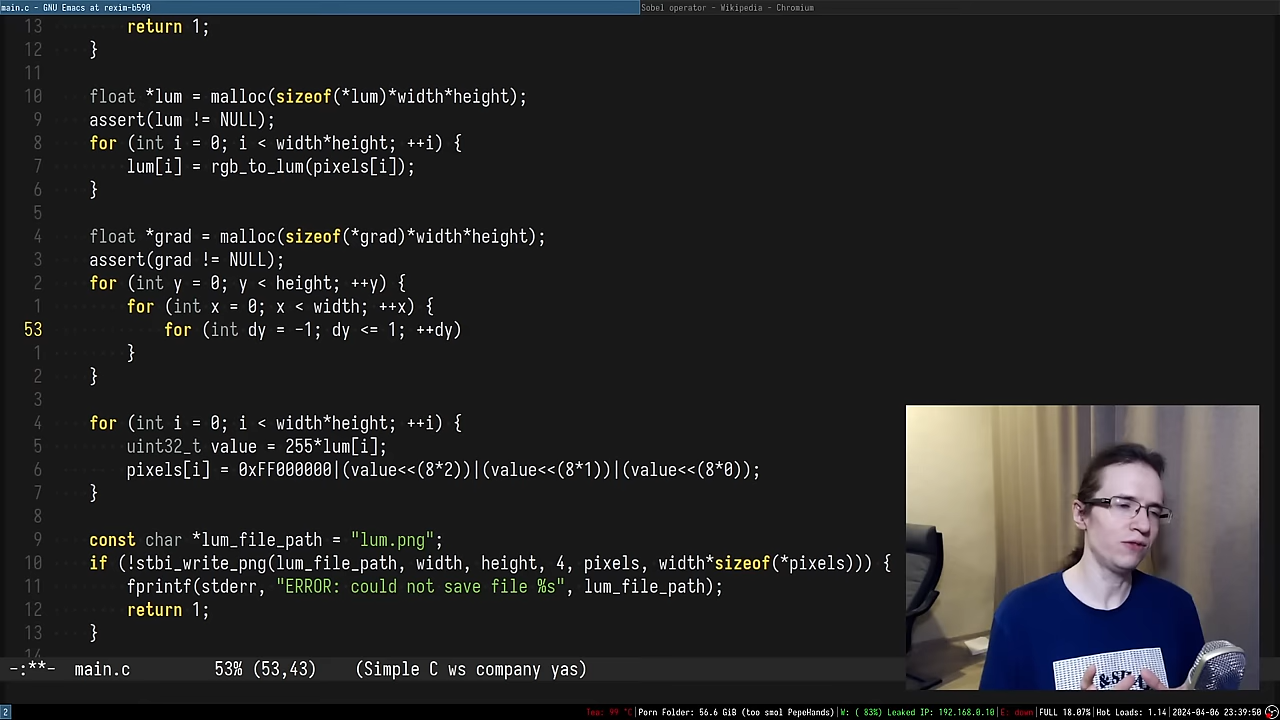 main.c - GNU Emacs at rexim-b590
Sobel operator - Wikipedia - Chromium
13 return 1;
12 }
11
10 float *lum = malloc(sizeof(*lum)*width*height);
9 assert(lum != NULL);
8 for (int i = 0; i < width*height; ++i) {
7 lum[i] = rgb_to_lum(pixels[i]);
6 }
5
4 float *grad = malloc(sizeof(*grad)*width*height);
3 assert(grad != NULL);
2 for (int y = 0; y < height; ++y) {
1 for (int x = 0; x < width; ++x) {
53 for (int dy = -1; dy <= 1; ++dy)
1 }
2 }
3
4 for (int i = 0; i < width*height; ++i) {
5 uint32_t value = 255*lum[i];
6 pixels[i] = 0xFF000000|(value<<(8*2))|(value<<(8*1))|(value<<(8*0));
7 }
8
9 const char *lum_file_path = "lum.png";
10 if (!stbi_write_png(lum_file_path, width, height, 4, pixels, width*sizeof(*pixels))) {
11 fprintf(stderr, "ERROR: could not save file %s", lum_file_path);
12 return 1;
13 }
14
-:**- main.c 53% (53,43) (Simple C ws company yas)
2 Tea: 99 °C|Porn Folder: 56.6 GiB (too smol PepeHands)|W: ( 83%) Leaked IP: 192.168.0.10|E: down|FULL 18.07%|Hot Loads: 1.14|2024-04-06 23:39:50